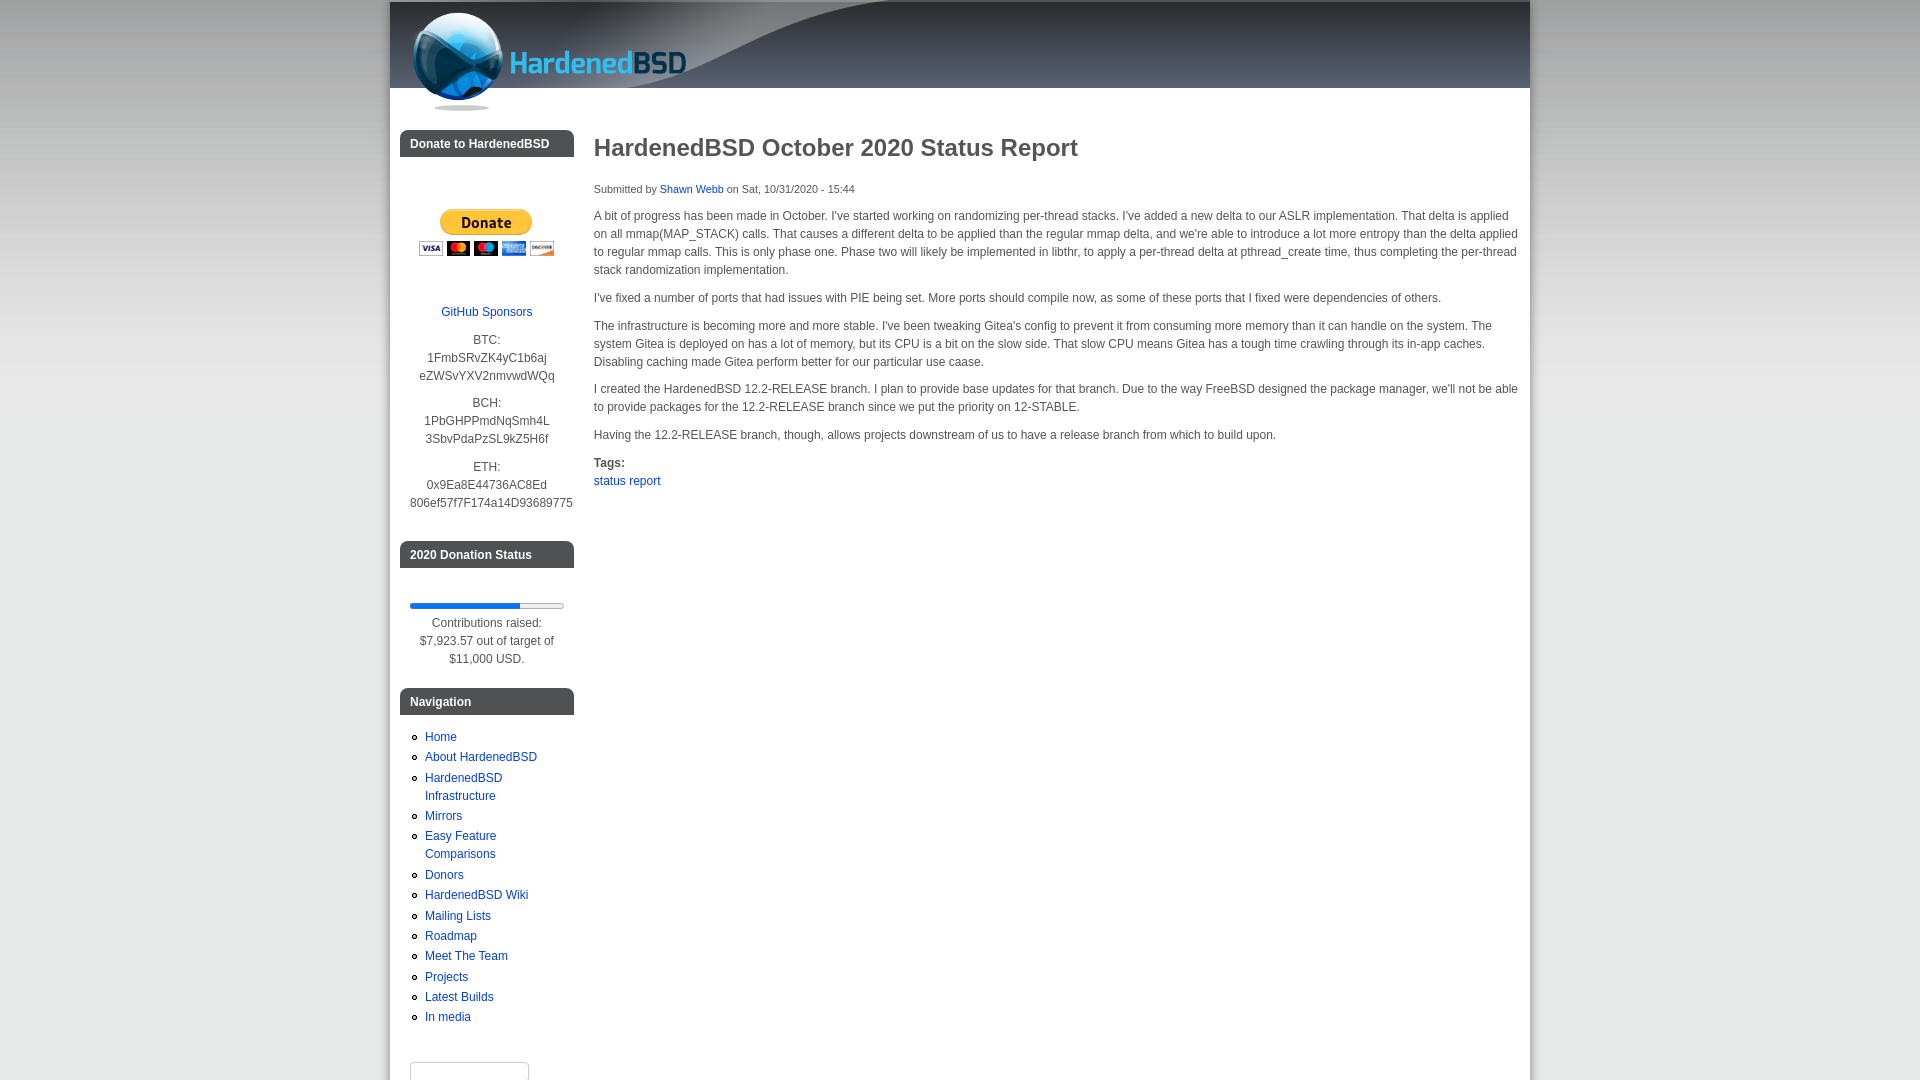 HardenedBSD
Donate to HardenedBSD
Donate
VISA
DISCOVER
GitHub Sponsors
BTC:
1FmbSRvZK4yC1b6aj
eZWSvYXV2nmvwdWQq
BCH:
1PbGHPPmdNqSmh4L
3SbvPdaPzSL9kZ5H6f
ETH:
0x9Ea8E44736AC8Ed
806ef57f7F174a14D93689775
2020 Donation Status
Contributions raised:
$7,923.57 out of target of
$11,000 USD.
Navigation
Home
About HardenedBSD
HardenedBSD
Infrastructure
Mirrors
Easy Feature
Comparisons
Donors
HardenedBSD Wiki
Mailing Lists
Roadmap
Meet The Team
Projects
Latest Builds
In media
HardenedBSD October 2020 Status Report
Submitted by Shawn Webb on Sat, 10/31/2020 - 15:44
A bit of progress has been made in October. I've started working on randomizing per-thread stacks. I've added a new delta to our ASLR implementation. That delta is applied
on all mmap(MAP_STACK) calls. That causes a different delta to be applied than the regular mmap delta, and we're able to introduce a lot more entropy than the delta applied
to regular mmap calls. This is only phase one. Phase two will likely be implemented in libthr, to apply a per-thread delta at pthread_create time, thus completing the per-thread
stack randomization implementation.
I've fixed a number of ports that had issues with PIE being set. More ports should compile now, as some of these ports that I fixed were dependencies of others.
The infrastructure is becoming more and more stable. I've been tweaking Gitea's config to prevent it from consuming more memory than it can handle on the system. The
system Gitea is deployed on has a lot of memory, but its CPU is a bit on the slow side. That slow CPU means Gitea has a tough time crawling through its in-app caches.
Disabling caching made Gitea perform better for our particular use caase.
I created the HardenedBSD 12.2-RELEASE branch. I plan to provide base updates for that branch. Due to the way FreeBSD designed the package manager, we'll not be able
to provide packages for the 12.2-RELEASE branch since we put the priority on 12-STABLE.
Having the 12.2-RELEASE branch, though, allows projects downstream of us to have a release branch from which to build upon.
Tags:
status report